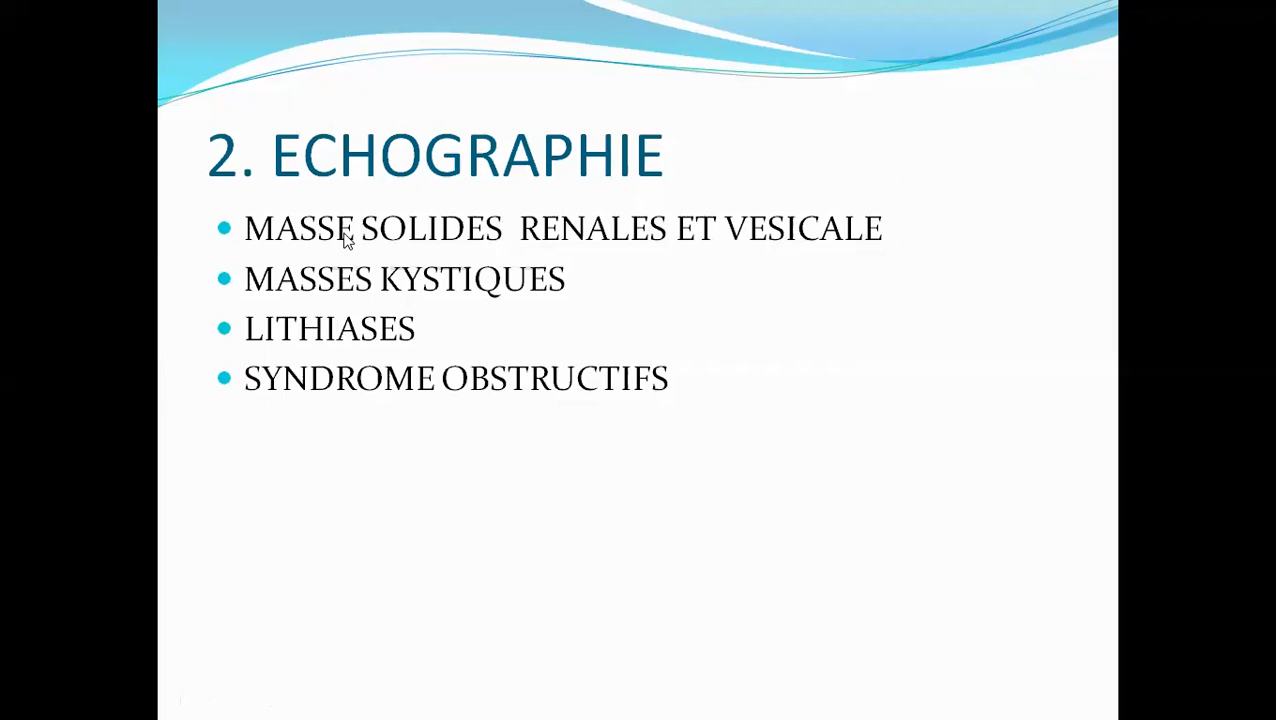 2. ECHOGRAPHIE
MASSE SOLIDES RENALES ET VESICALE
MASSES KYSTIQUES
LITHIASES
SYNDROME OBSTRUCTIFS